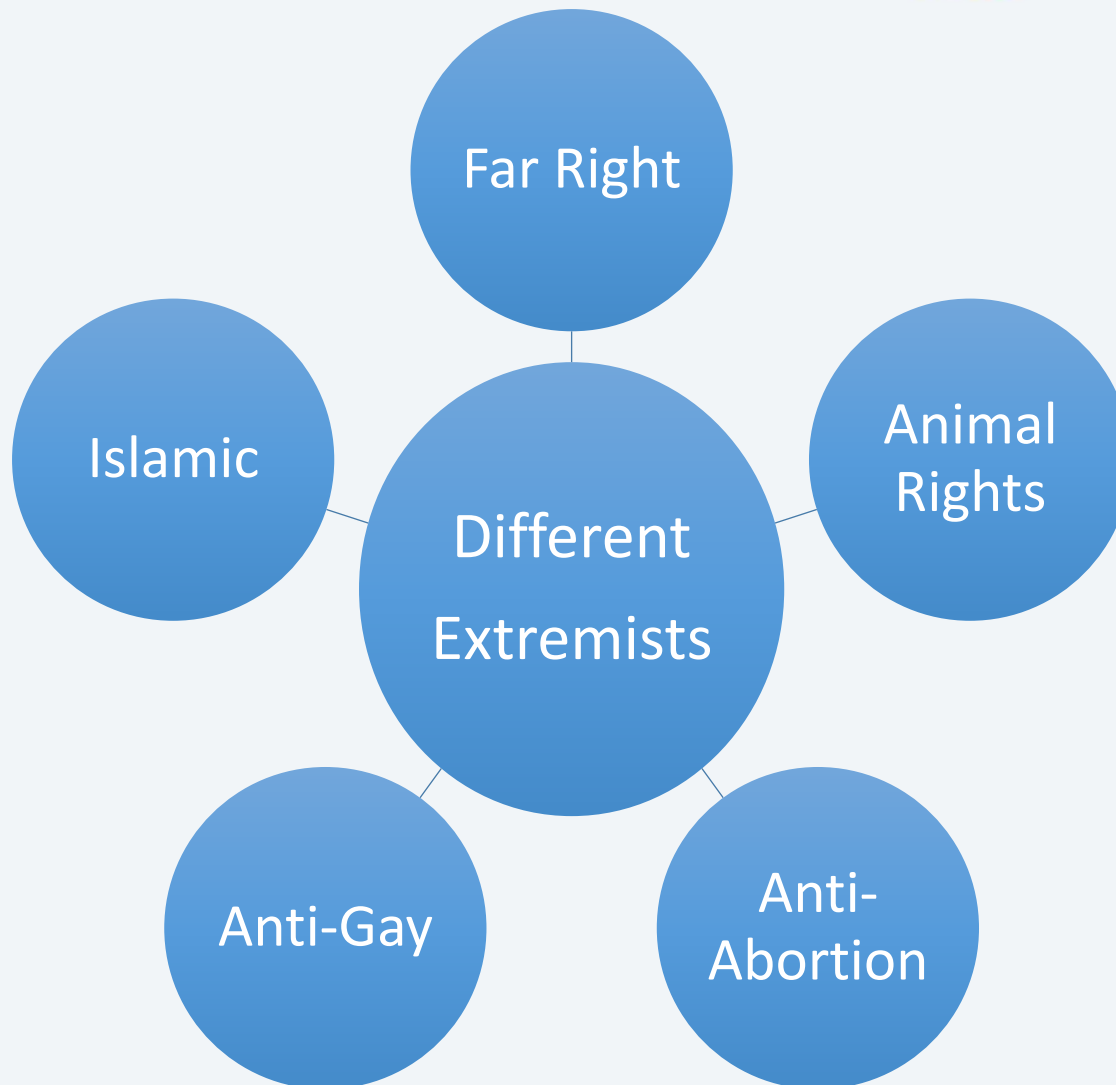 Far Right
Islamic
Animal
Rights
Different
Extremists
Anti-Gay
Anti-
Abortion